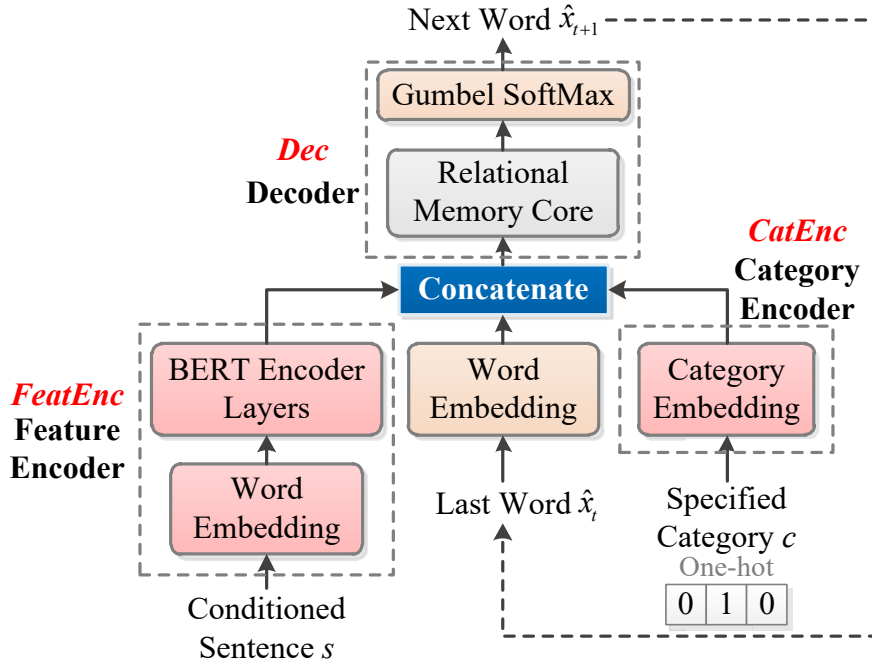 Next Word x̂ₜ₊₁
Gumbel SoftMax
Dec
Decoder
Relational
Memory Core
CatEnc
Category
Encoder
Concatenate
FeatEnc
Feature
Encoder
BERT Encoder
Layers
Word
Embedding
Word
Embedding
Category
Embedding
Conditioned
Sentence s
Last Word x̂ₜ
Specified
Category c
One-hot
0 1 0